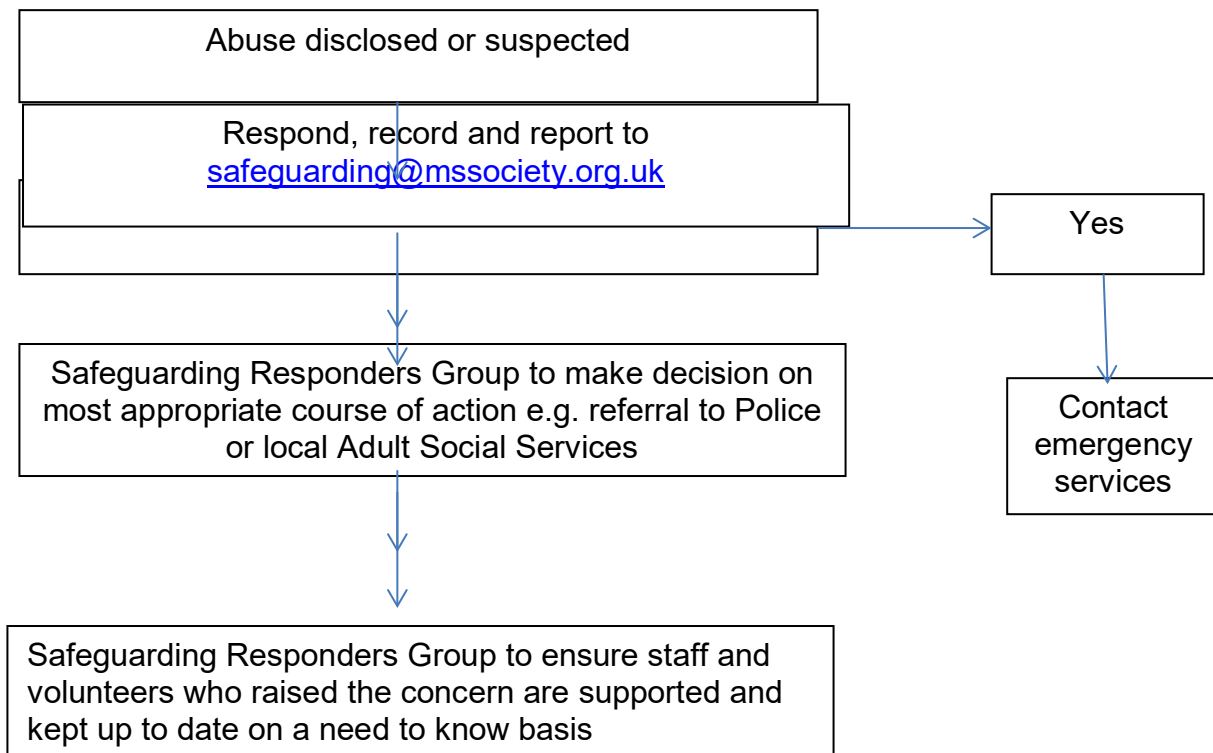 Abuse disclosed or suspected
Respond, record and report to
safeguarding@mssociety.org.uk
Yes
Safeguarding Responders Group to make decision on
most appropriate course of action e.g. referral to Police
or local Adult Social Services
Contact
emergency
services
Safeguarding Responders Group to ensure staff and
volunteers who raised the concern are supported and
kept up to date on a need to know basis